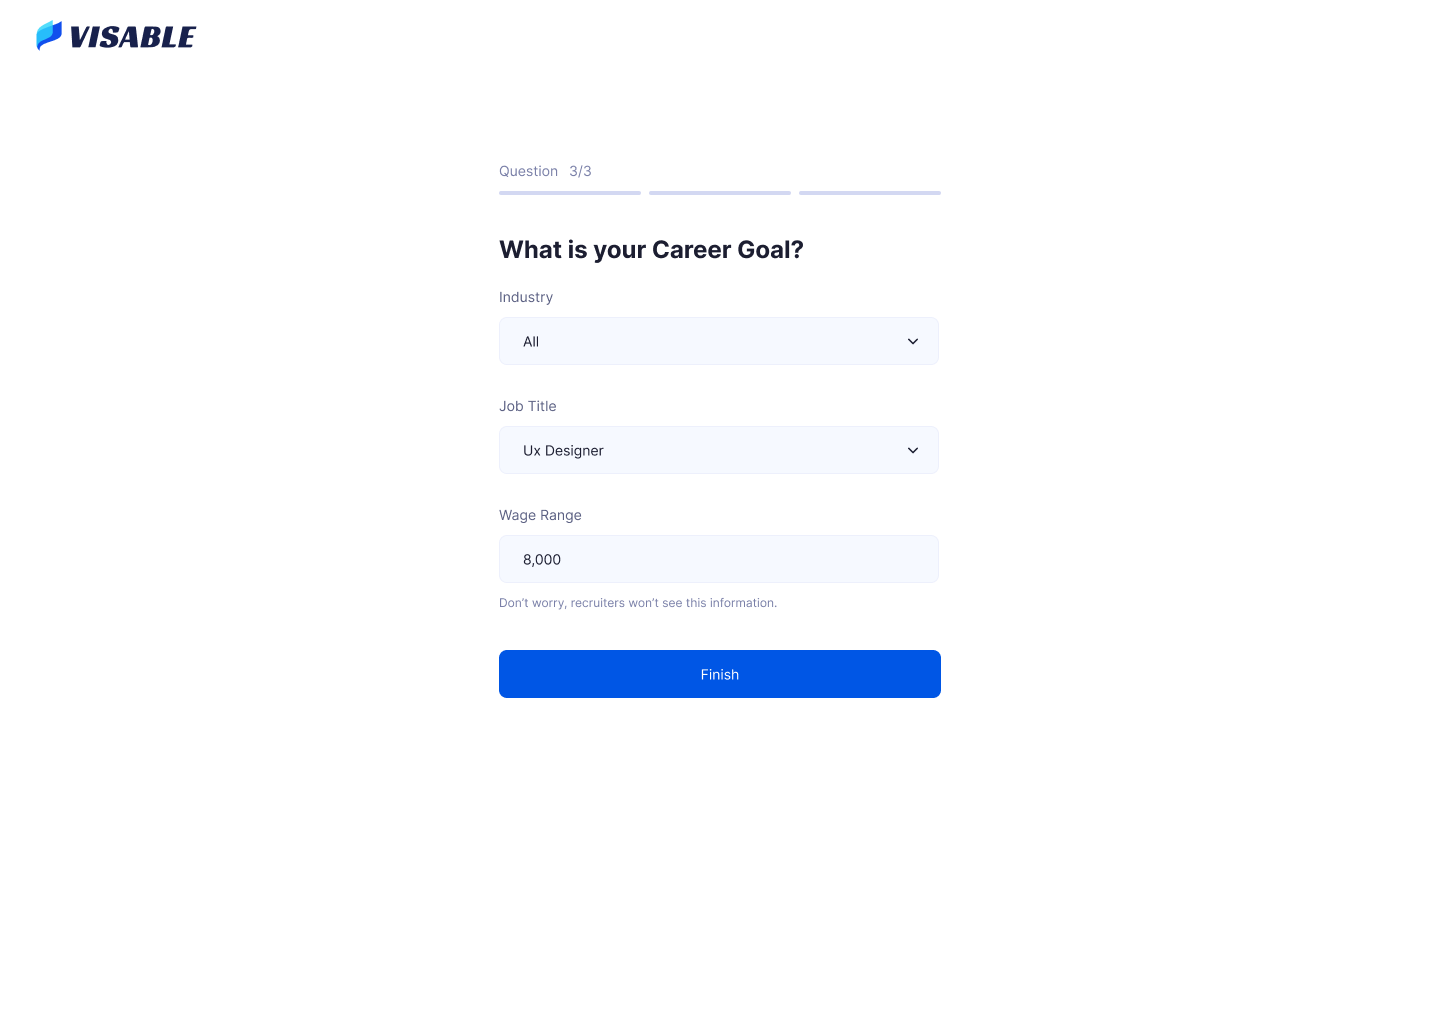 VISABLE
Question 3/3
What is your Career Goal?
Industry
All
Job Title
Ux Designer
Wage Range
8,000
Don’t worry, recruiters won’t see this information.
Finish